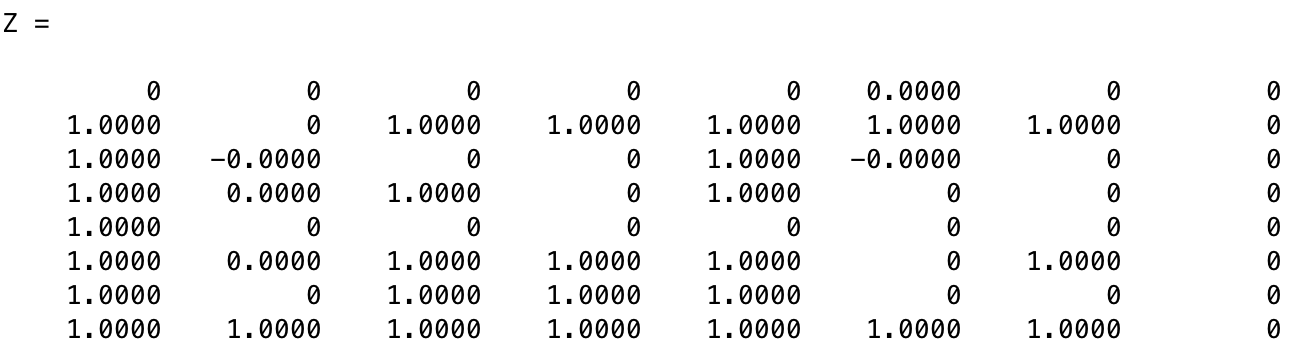 Z =
0 0 0 0 0 0.0000 0 0
1.0000 0 1.0000 1.0000 1.0000 1.0000 1.0000 0
1.0000 −0.0000 0 0 1.0000 −0.0000 0 0
1.0000 0.0000 1.0000 0 1.0000 0 0 0
1.0000 0 0 0 0 0 0 0
1.0000 0.0000 1.0000 1.0000 1.0000 0 1.0000 0
1.0000 0 1.0000 1.0000 1.0000 0 0 0
1.0000 1.0000 1.0000 1.0000 1.0000 1.0000 1.0000 0